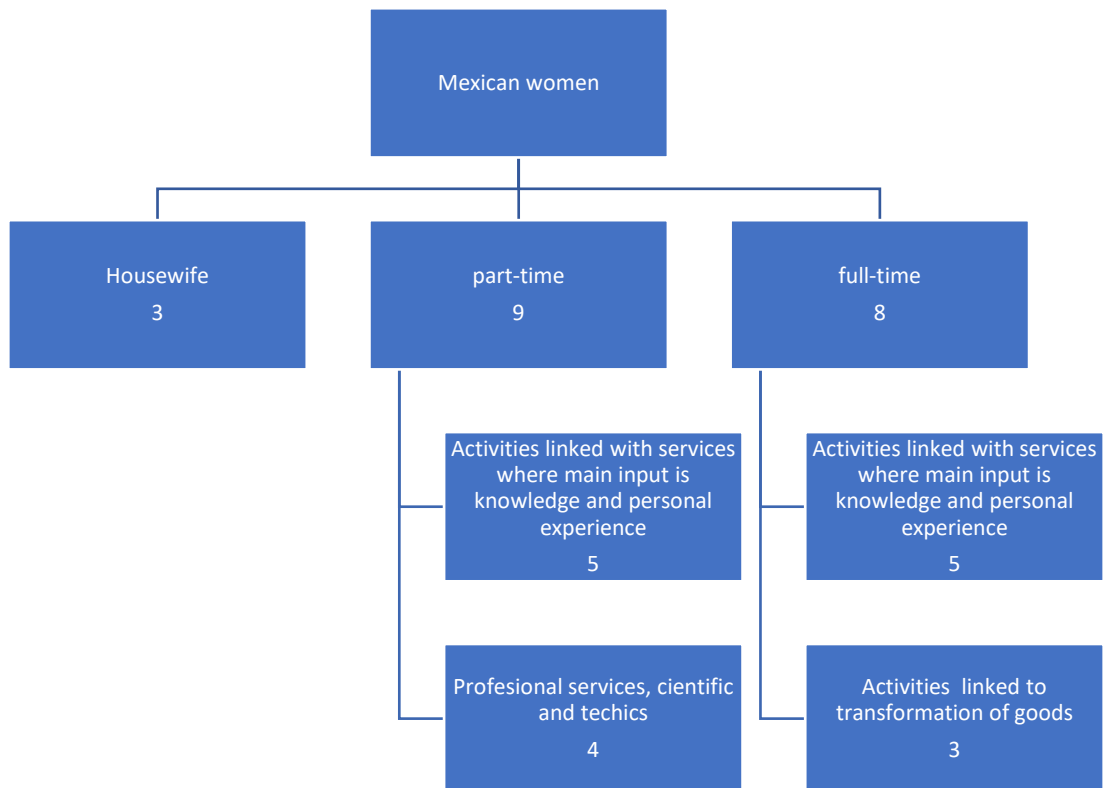 Mexican women
Housewife
3
part-time
9
full-time
8
Activities linked with services
where main input is
knowledge and personal
experience
5
Activities linked with services
where main input is
knowledge and personal
experience
5
Profesional services, cientific
and techics
4
Activities linked to
transformation of goods
3